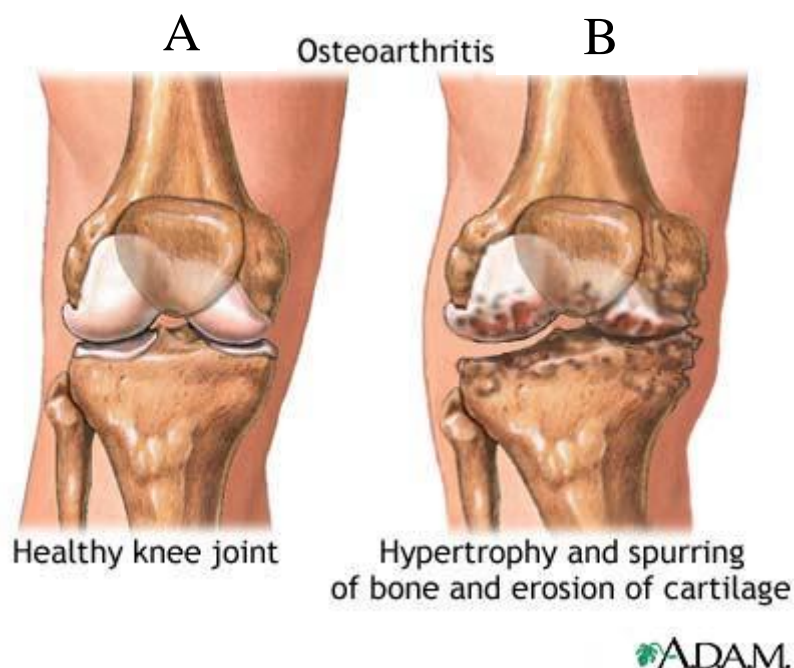 A
Osteoarthritis
B
Healthy knee joint
Hypertrophy and spurring
of bone and erosion of cartilage
A.D.A.M.